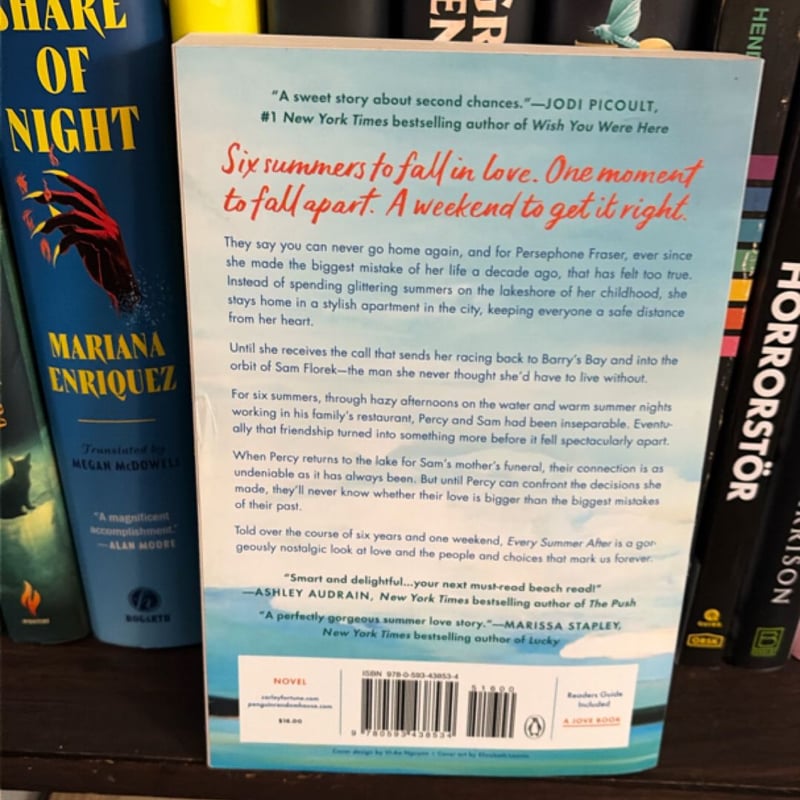 SHARE
OF
NIGHT
MARIANA
ENRIQUEZ
Translated by
MEGAN McDOWELL
"A magnificent
accomplishment."
—ALAN MOORE
HOGARTH
"A sweet story about second chances."—JODI PICOULT,
#1 New York Times bestselling author of Wish You Were Here
Six summers to fall in love. One moment
to fall apart. A weekend to get it right.
They say you can never go home again, and for Persephone Fraser, ever since
she made the biggest mistake of her life a decade ago, that has felt too true.
Instead of spending glittering summers on the lakeshore of her childhood, she
stays home in a stylish apartment in the city, keeping everyone a safe distance
from her heart.
Until she receives the call that sends her racing back to Barry's Bay and into the
orbit of Sam Florek—the man she never thought she'd have to live without.
For six summers, through hazy afternoons on the water and warm summer nights
working in his family's restaurant, Percy and Sam had been inseparable. Eventu-
ally that friendship turned into something more before it fell spectacularly apart.
When Percy returns to the lake for Sam's mother's funeral, their connection is as
undeniable as it has always been. But until Percy can confront the decisions she
made, they'll never know whether their love is bigger than the biggest mistakes
of their past.
Told over the course of six years and one weekend, Every Summer After is a gor-
geously nostalgic look at love and the people and choices that mark us forever.
"Smart and delightful...your next must-read beach read!"
—ASHLEY AUDRAIN, New York Times bestselling author of The Push
"A perfectly gorgeous summer love story."—MARISSA STAPLEY,
New York Times bestselling author of Lucky
NOVEL
carleyfortune.com
penguinrandomhouse.com
$18.00
ISBN 978-0-593-43853-4
51800
9 780593 438534
Readers Guide
Included
A JOVE BOOK
GR
EN
HEN
HORRORSTÖR
QUIRK
RRISON